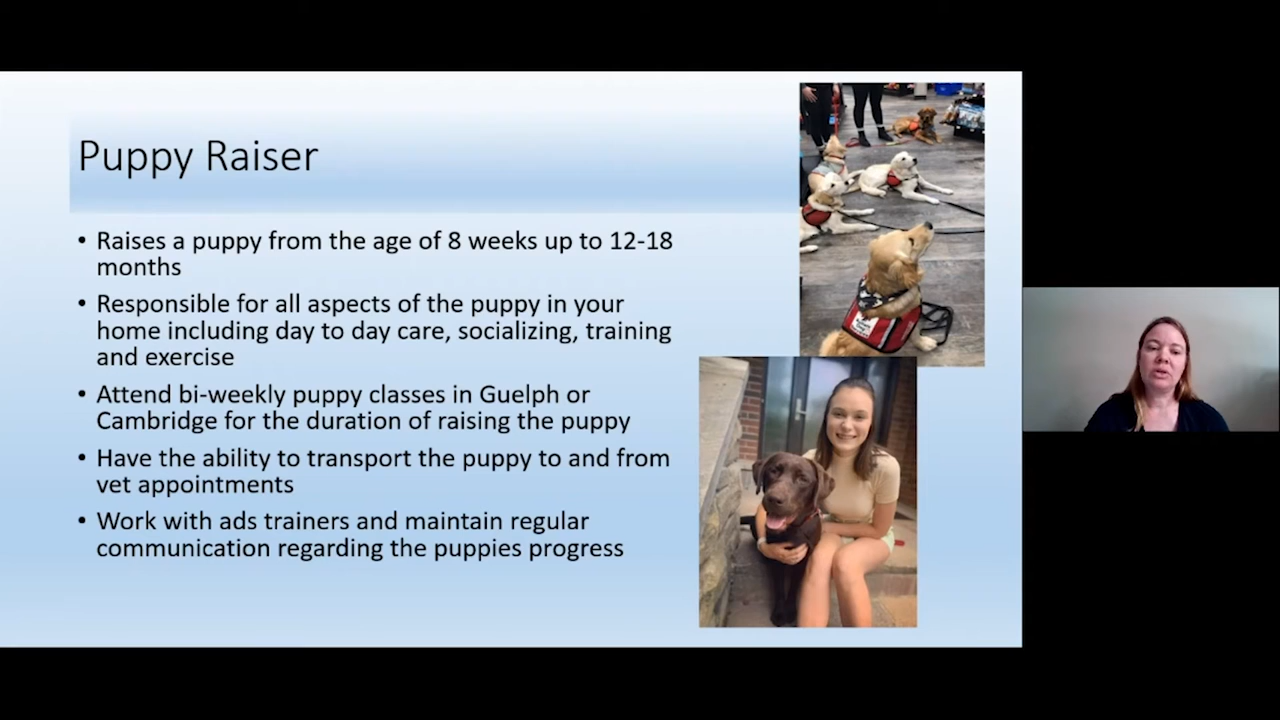 Puppy Raiser
• Raises a puppy from the age of 8 weeks up to 12-18
months
• Responsible for all aspects of the puppy in your
home including day to day care, socializing, training
and exercise
• Attend bi-weekly puppy classes in Guelph or
Cambridge for the duration of raising the puppy
• Have the ability to transport the puppy to and from
vet appointments
• Work with ads trainers and maintain regular
communication regarding the puppies progress